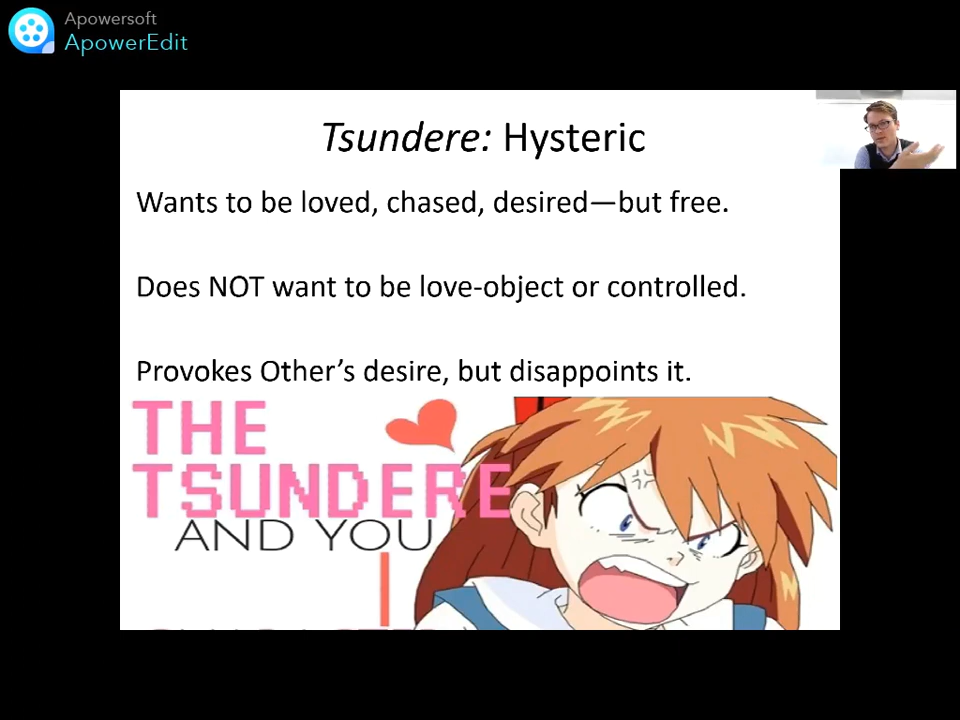 Apowersoft
ApowerEdit
Tsundere: Hysteric
Wants to be loved, chased, desired—but free.
Does NOT want to be love-object or controlled.
Provokes Other’s desire, but disappoints it.
THE
TSUNDERE
AND YOU